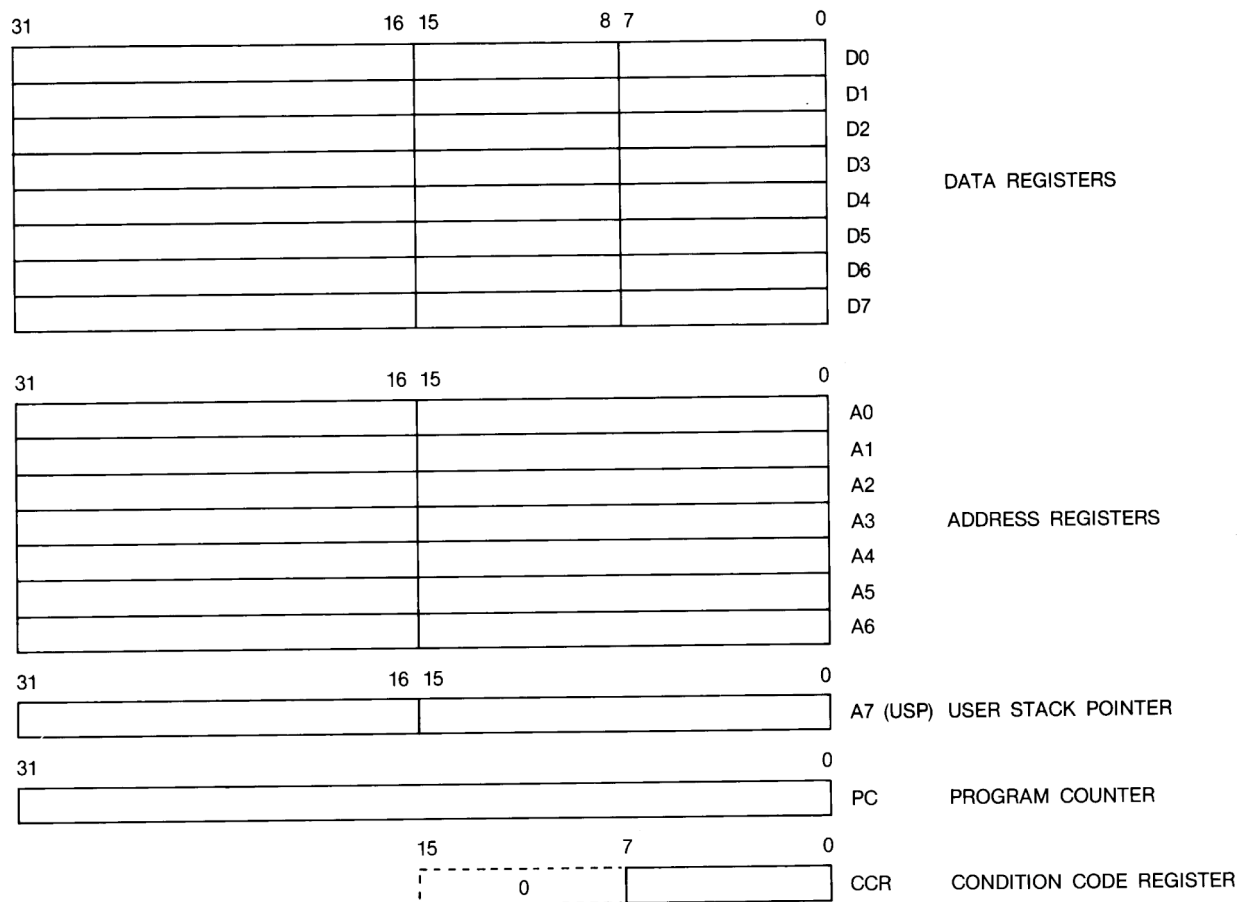 31 16 15 8 7 0
D0
D1
D2
D3 DATA REGISTERS
D4
D5
D6
D7
31 16 15 0
A0
A1
A2
A3 ADDRESS REGISTERS
A4
A5
A6
31 16 15 0
A7 (USP) USER STACK POINTER
31 0
PC PROGRAM COUNTER
15 7 0
0 CCR CONDITION CODE REGISTER